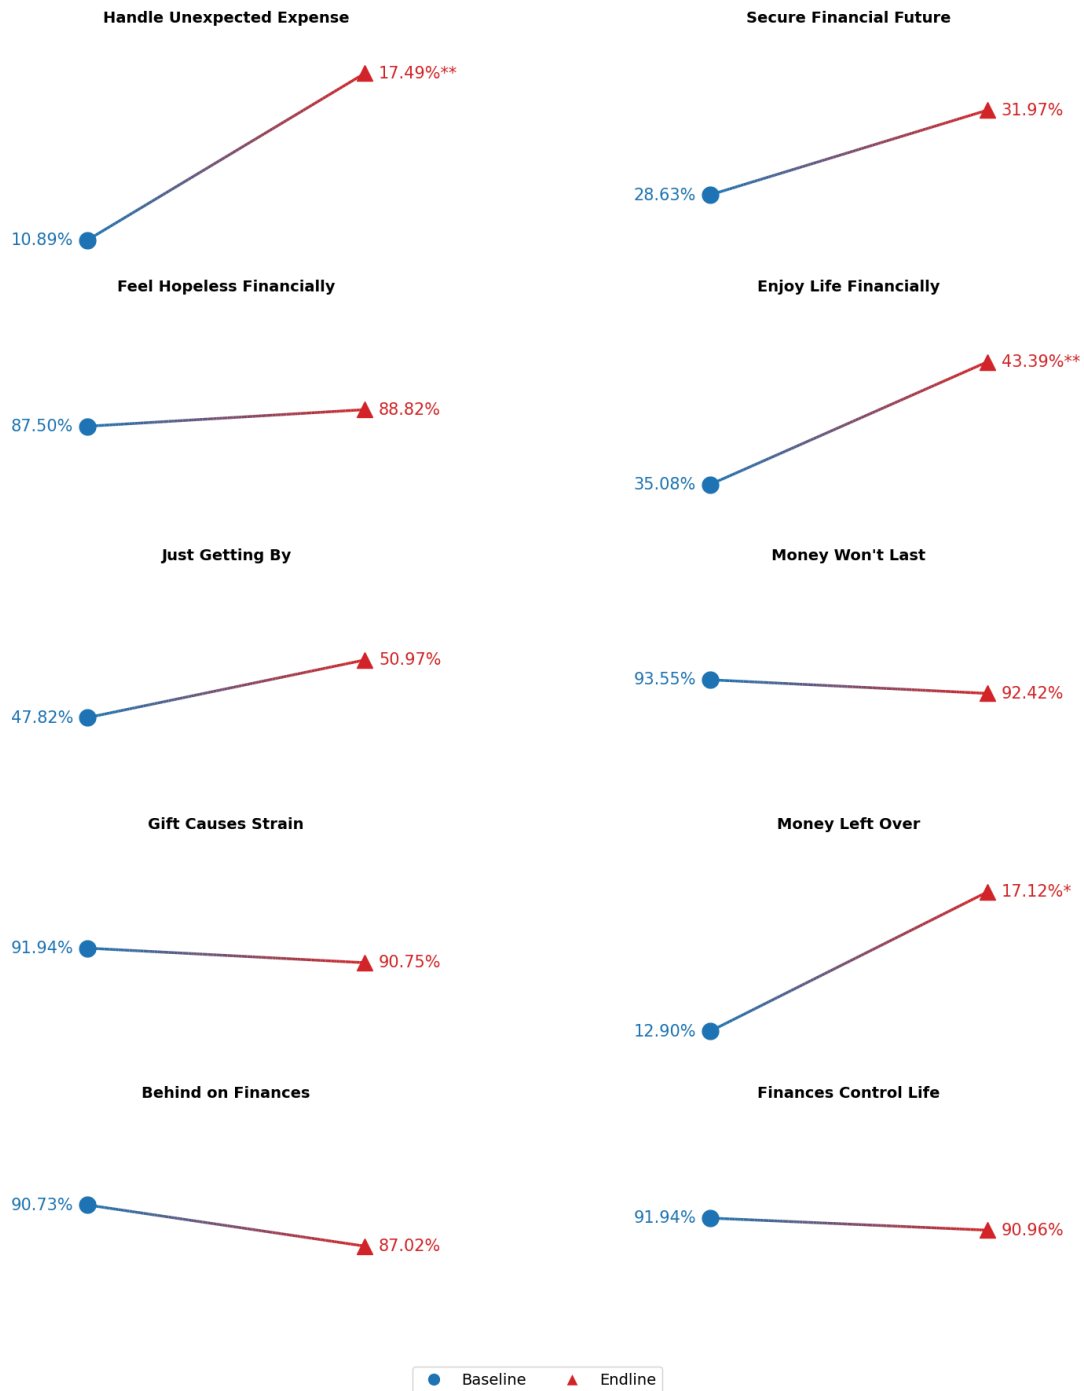 Handle Unexpected Expense
17.49%**
10.89%
Secure Financial Future
31.97%
28.63%
Feel Hopeless Financially
88.82%
87.50%
Enjoy Life Financially
43.39%**
35.08%
Just Getting By
50.97%
47.82%
Money Won't Last
93.55%
92.42%
Gift Causes Strain
91.94%
90.75%
Money Left Over
17.12%*
12.90%
Behind on Finances
90.73%
87.02%
Finances Control Life
91.94%
90.96%
Baseline
Endline